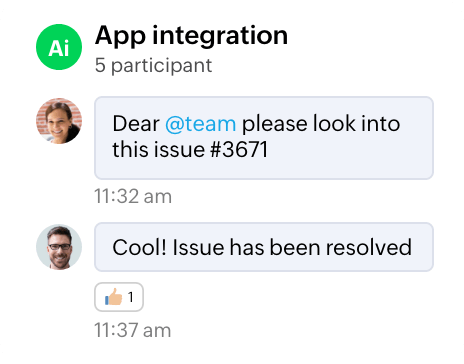 Ai
App integration
5 participant
Dear @team please look into
this issue #3671
11:32 am
Cool! Issue has been resolved
1
11:37 am